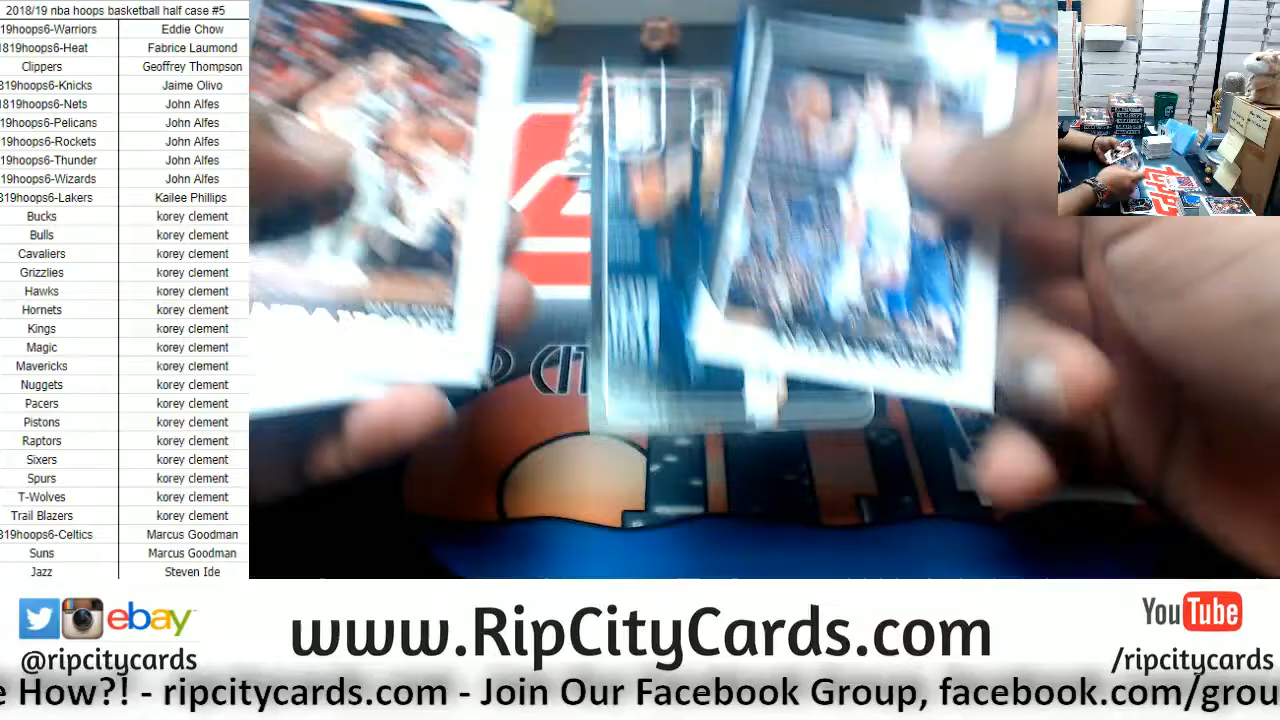 2018/19 nba hoops basketball half case #5
19hoops6-Warriors Eddie Chow
1819hoops6-Heat Fabrice Laumond
Clippers Geoffrey Thompson
819hoops6-Knicks Jaime Olivo
1819hoops6-Nets John Alfes
819hoops6-Pelicans John Alfes
819hoops6-Rockets John Alfes
819hoops6-Thunder John Alfes
819hoops6-Wizards John Alfes
819hoops6-Lakers Kailee Phillips
Bucks korey clement
Bulls korey clement
Cavaliers korey clement
Grizzlies korey clement
Hawks korey clement
Hornets korey clement
Kings korey clement
Magic korey clement
Mavericks korey clement
Nuggets korey clement
Pacers korey clement
Pistons korey clement
Raptors korey clement
Sixers korey clement
Spurs korey clement
T-Wolves korey clement
Trail Blazers korey clement
819hoops6-Celtics Marcus Goodman
Suns Marcus Goodman
Jazz Steven Ide
ebay
@ripcitycards
www.RipCityCards.com
YouTube
/ripcitycards
e How?! - ripcitycards.com - Join Our Facebook Group, facebook.com/grou